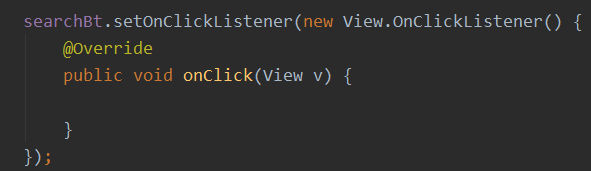 searchBt.setOnClickListener(new View.OnClickListener() {
    @Override
    public void onClick(View v) {

    }
});